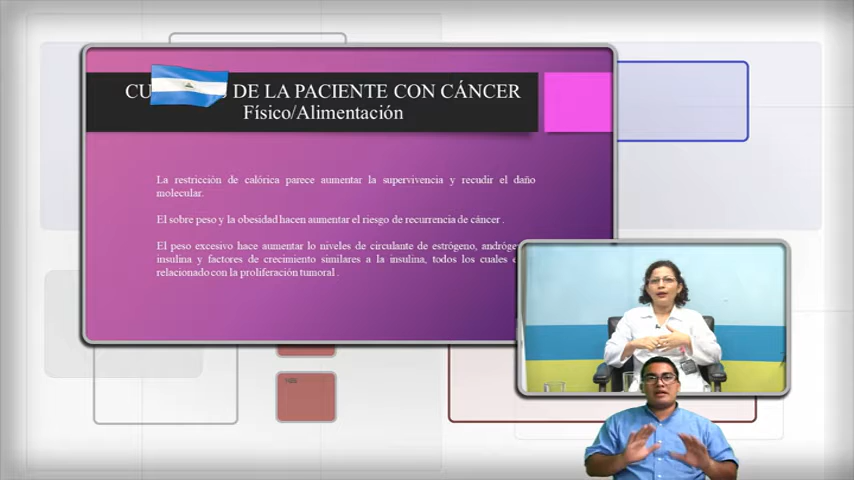 CU DE LA PACIENTE CON CÁNCER
Físico/Alimentación
La restricción de calórica parece aumentar la supervivencia y recudir el daño
molecular.
El sobre peso y la obesidad hacen aumentar el riesgo de recurrencia de cáncer .
El peso excesivo hace aumentar lo niveles de circulante de estrógeno,
insulina y factores de crecimiento similares a la insulina, todos los cuales
relacionado con la proliferación tumoral .